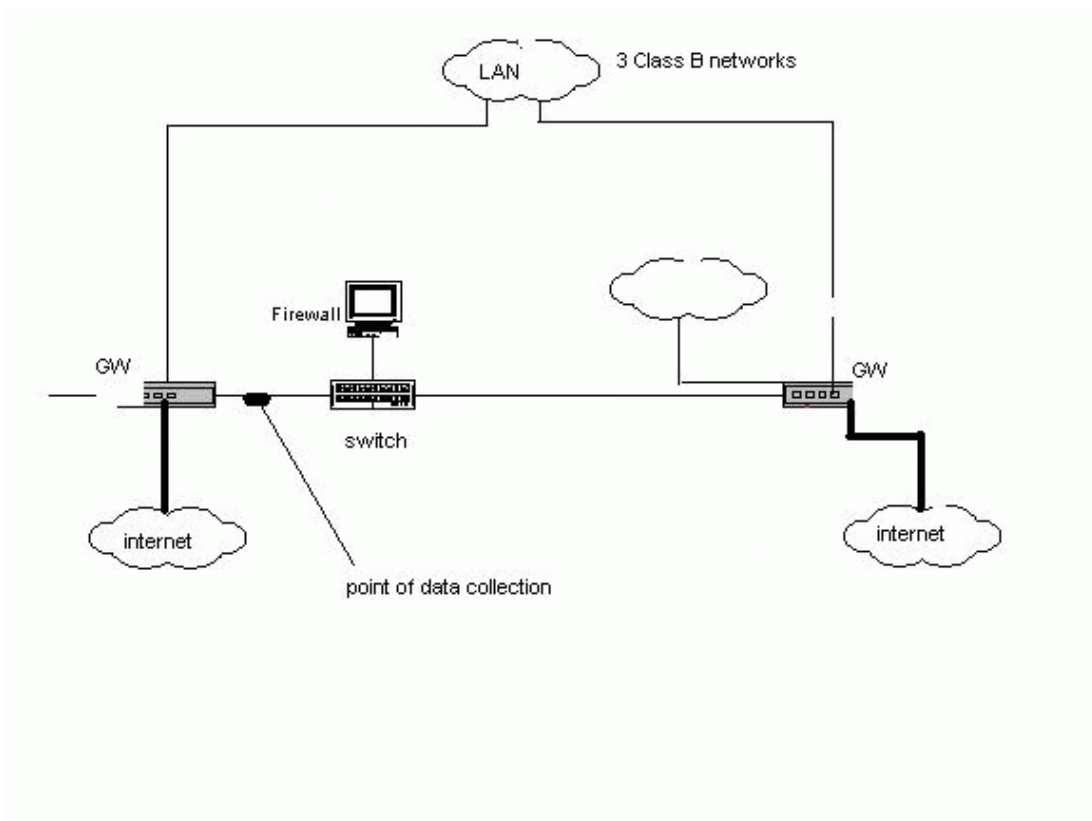 LAN
3 Class B networks
Firewall
GW
GW
switch
internet
internet
point of data collection